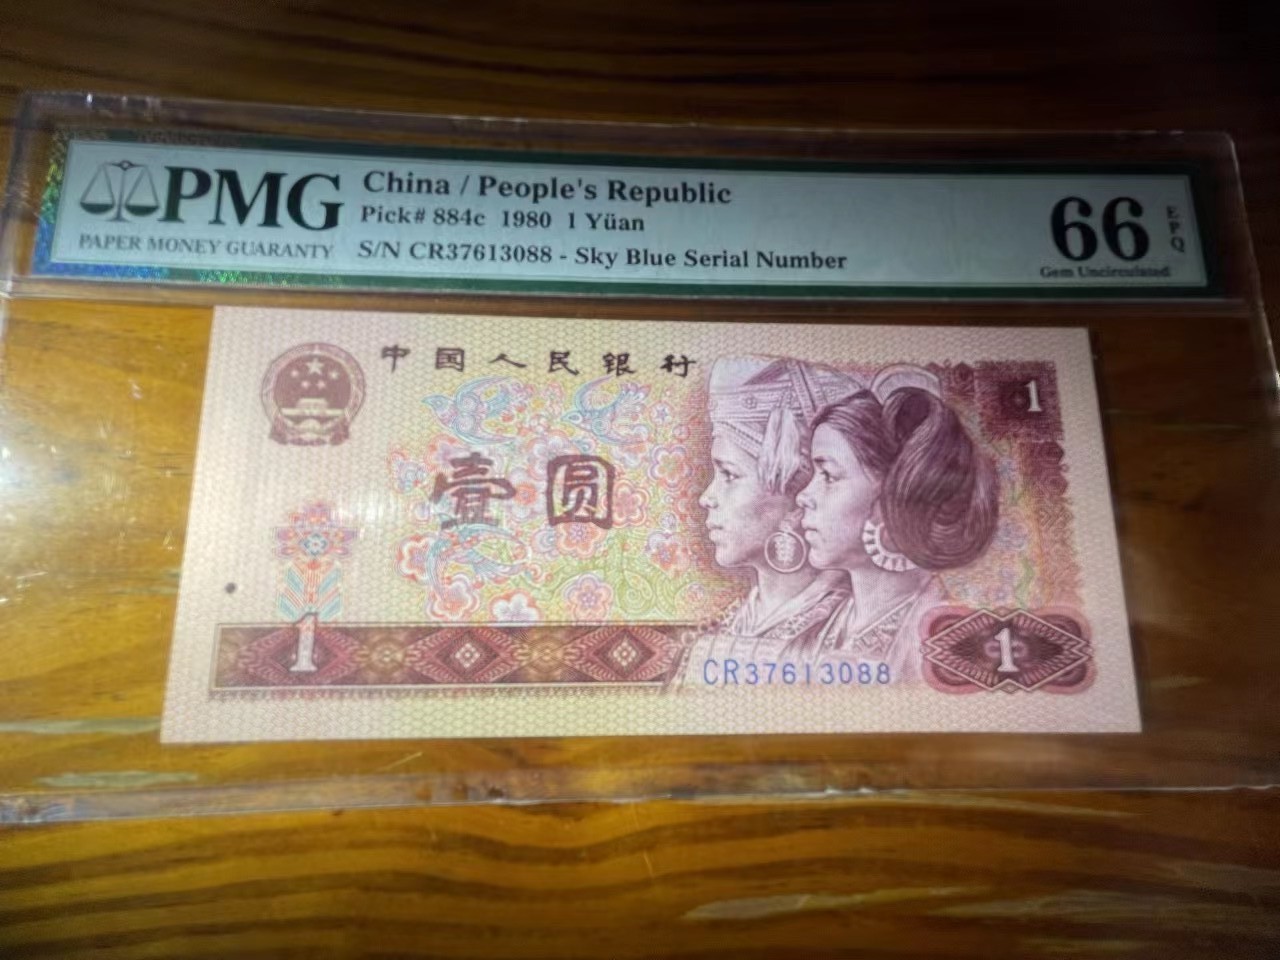 PMG
PAPER MONEY GUARANTY
China / People's Republic
Pick# 884c 1980 1 Yüan
S/N CR37613088 - Sky Blue Serial Number
66
EPQ
Gem Uncirculated
中国人民银行
1
壹圆
1
1
CR37613088